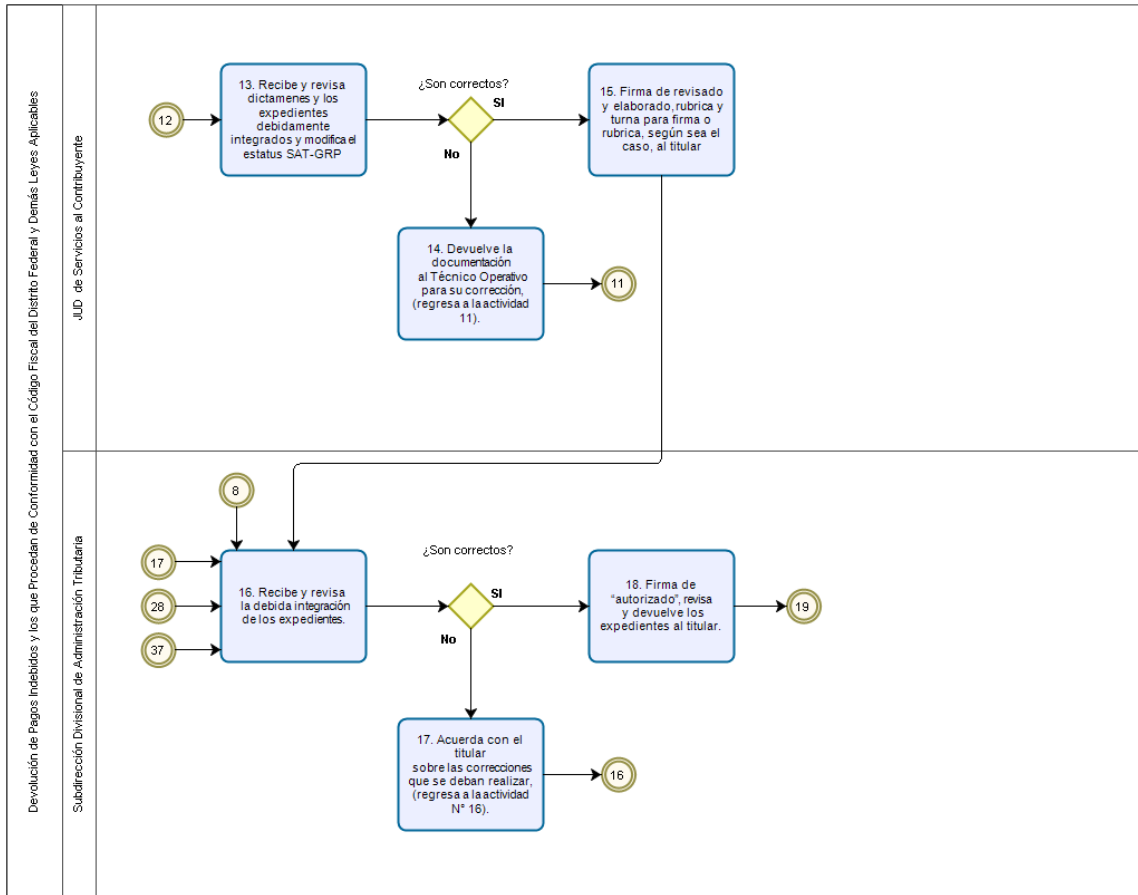 Devolución de Pagos Indebidos y los que Procedan de Conformidad con el Código Fiscal del Distrito Federal y Demás Leyes Aplicables
JUD de Servicios al Contribuyente
12
13. Recibe y revisa
dictamenes y los
expedientes
debidamente
integrados y modifica el
estatus SAT-GRP
¿Son correctos?
SI
No
15. Firma de revisado
y elaborado, rubrica y
turna para firma o
rubrica, según sea el
caso, al titular
14. Devuelve la
documentación
al Técnico Operativo
para su corrección,
(regresa a la actividad
11).
11
Subdirección Divisional de Administración Tributaria
8
17
28
37
16. Recibe y revisa
la debida integración
de los expedientes.
¿Son correctos?
SI
No
18. Firma de
“autorizado”, revisa
y devuelve los
expedientes al titular.
19
17. Acuerda con el
titular
sobre las correcciones
que se deban realizar,
(regresa a la actividad
N° 16).
16